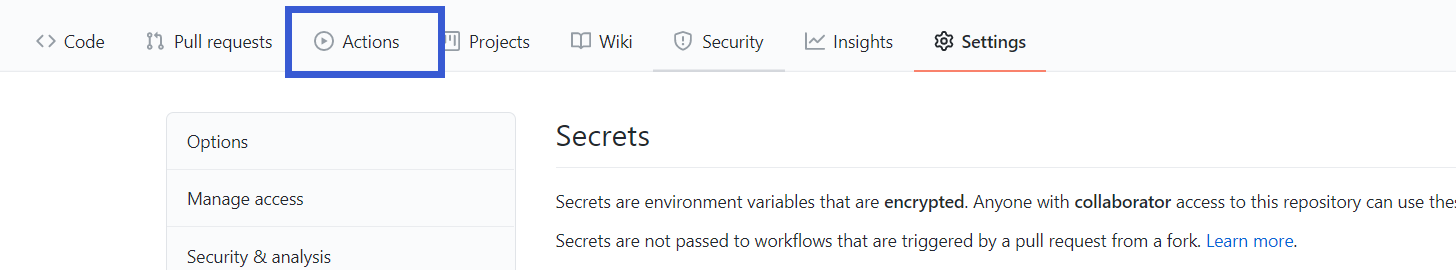 Code Pull requests Actions Projects Wiki Security Insights Settings
Options
Manage access
Security & analysis
Secrets
Secrets are environment variables that are encrypted. Anyone with collaborator access to this repository can use
Secrets are not passed to workflows that are triggered by a pull request from a fork. Learn more.